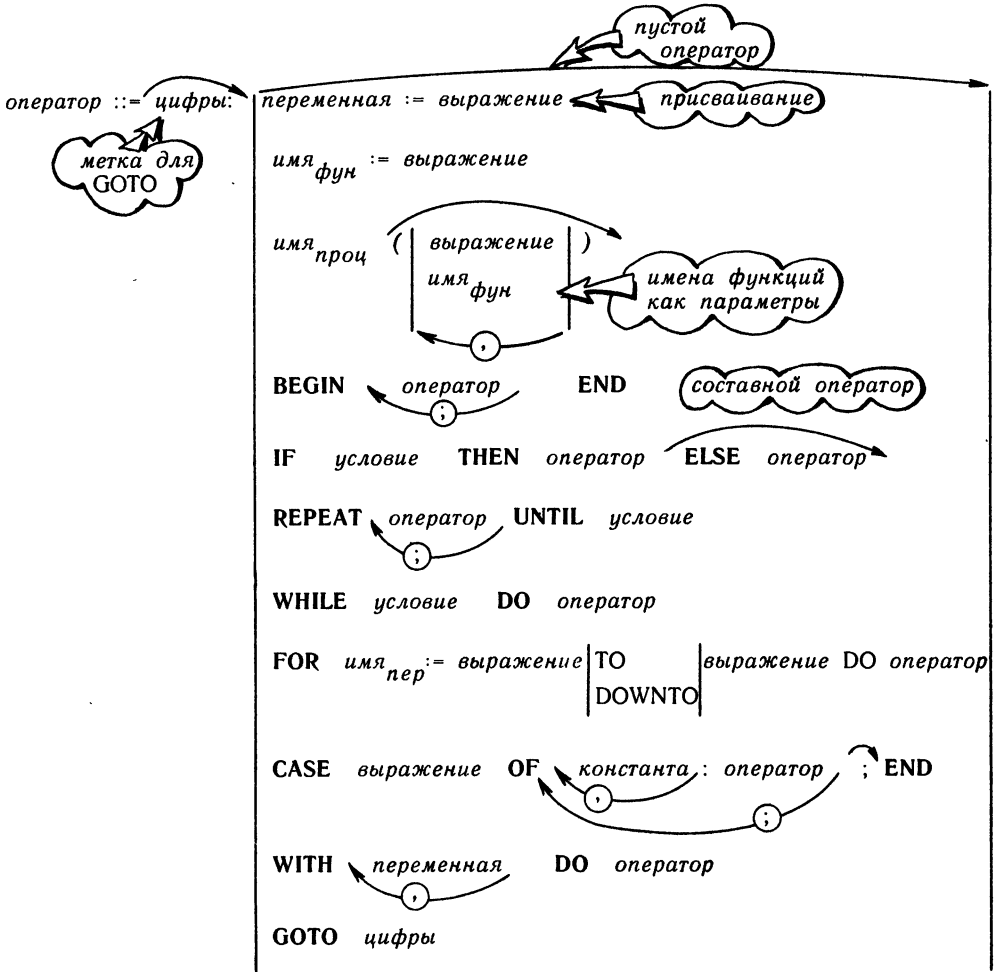 пустой
оператор
оператор ::= цифры: переменная := выражение присваивание
метка для
GOTO
имя фун := выражение
имя проц ( выражение )
имя фун
имена функций
как параметры
,
BEGIN оператор END составной оператор
;
IF условие THEN оператор ELSE оператор
REPEAT оператор UNTIL условие
;
WHILE условие DO оператор
FOR имя пер := выражение TO выражение DO оператор
DOWNTO
CASE выражение OF константа : оператор ; END
,
;
WITH переменная DO оператор
,
GOTO цифры